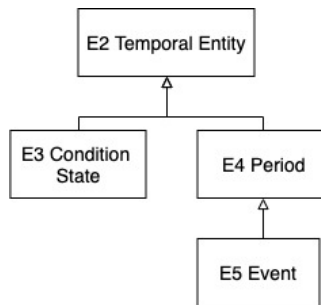 E2 Temporal Entity
E3 Condition
State
E4 Period
E5 Event